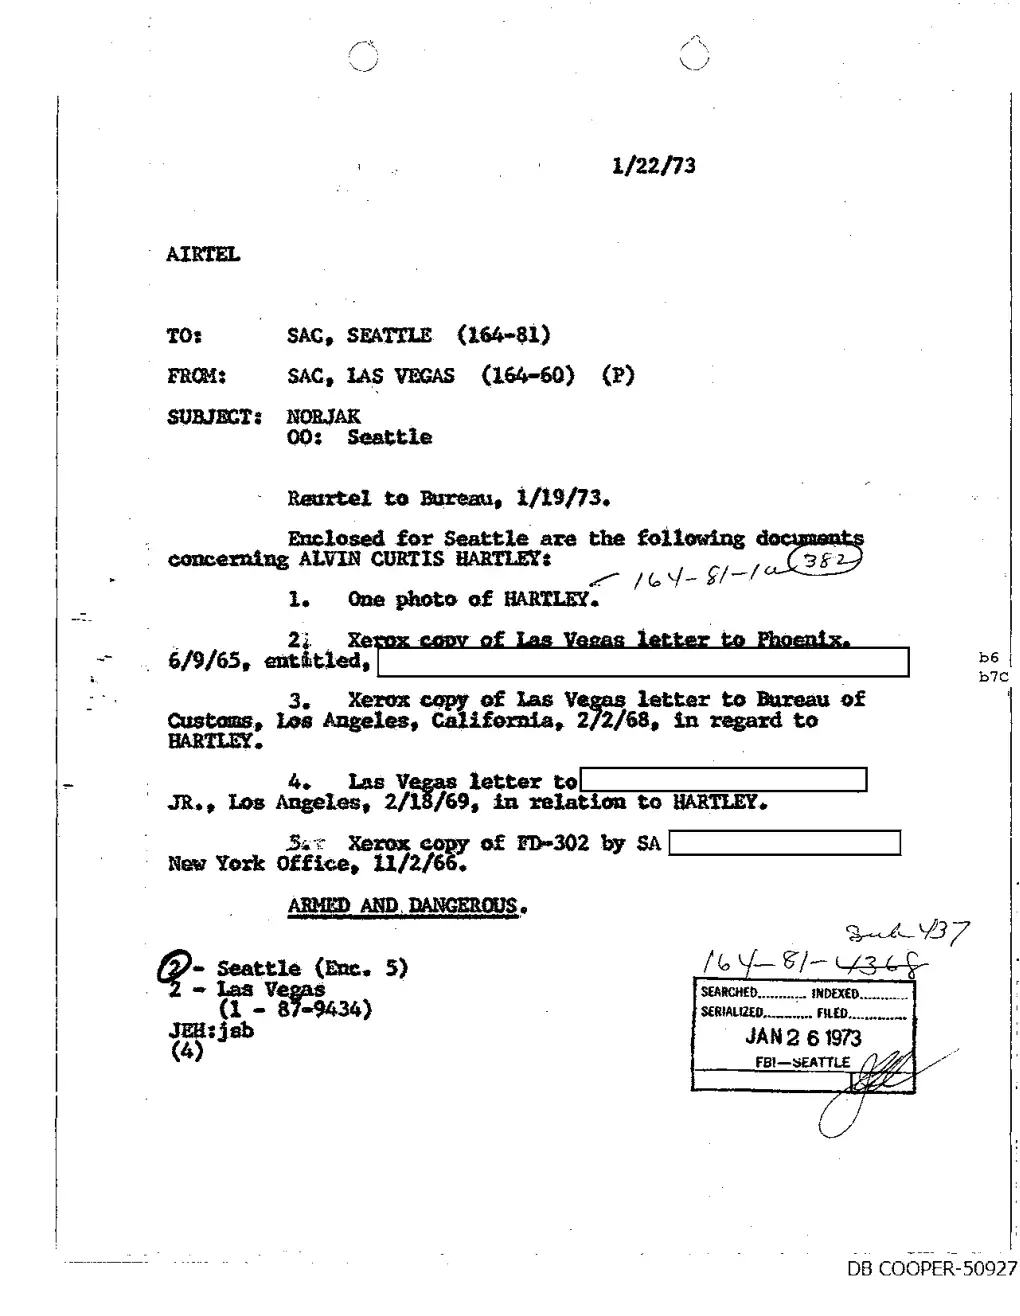 1/22/73
AIRTEL
TO: SAC, SEATTLE (164-81)
FROM: SAC, LAS VEGAS (164-60) (P)
SUBJECT: NORJAK
OO: Seattle
Reurtel to Bureau, 1/19/73.
Enclosed for Seattle are the following documents
concerning ALVIN CURTIS HARTLEY:
164-81-1a 382
1. One photo of HARTLEY.
2. Xerox copy of Las Vegas letter to Phoenix,
6/9/65, entitled,
b6
b7C
3. Xerox copy of Las Vegas letter to Bureau of
Customs, Los Angeles, California, 2/2/68, in regard to
HARTLEY.
4. Las Vegas letter to
JR., Los Angeles, 2/18/69, in relation to HARTLEY.
5. Xerox copy of FD-302 by SA
New York Office, 11/2/66.
ARMED AND DANGEROUS.
Sub 437
164-81-4368
2 - Seattle (Enc. 5)
2 - Las Vegas
(1 - 87-9434)
JEH:jsb
(4)
SEARCHED............ INDEXED............
SERIALIZED............ FILED...............
JAN 26 1973
FBI—SEATTLE
DB COOPER-50927